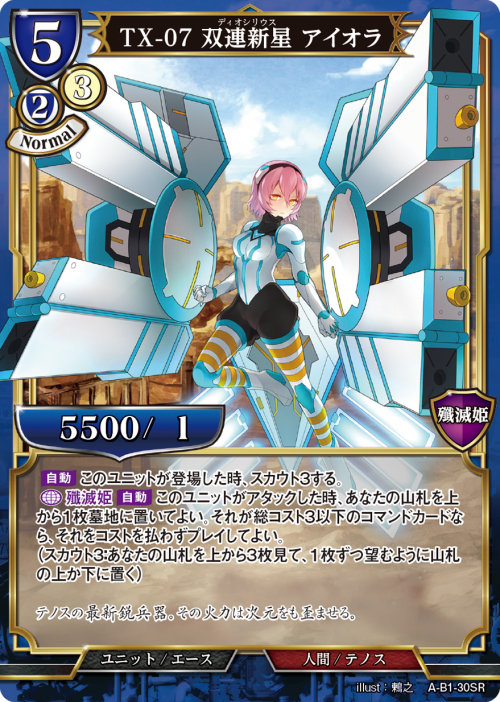 5
ディオシリウス
TX-07 双連新星 アイオラ
2
3
Normal
5500/ 1
殲滅姫
自動 このユニットが登場した時、スカウト3する。
殲滅姫 自動 このユニットがアタックした時、あなたの山札を上
から1枚墓地に置いてよい。それが総コスト3以下のコマンドカードな
ら、それをコストを払わずプレイしてよい。
(スカウト3:あなたの山札を上から3枚見て、1枚ずつ望むように山札
の上か下に置く)
テノスの最新鋭兵器。その火力は次元をも歪ませる。
ユニット/エース
人間/テノス
illust:鶫之 A-B1-30SR